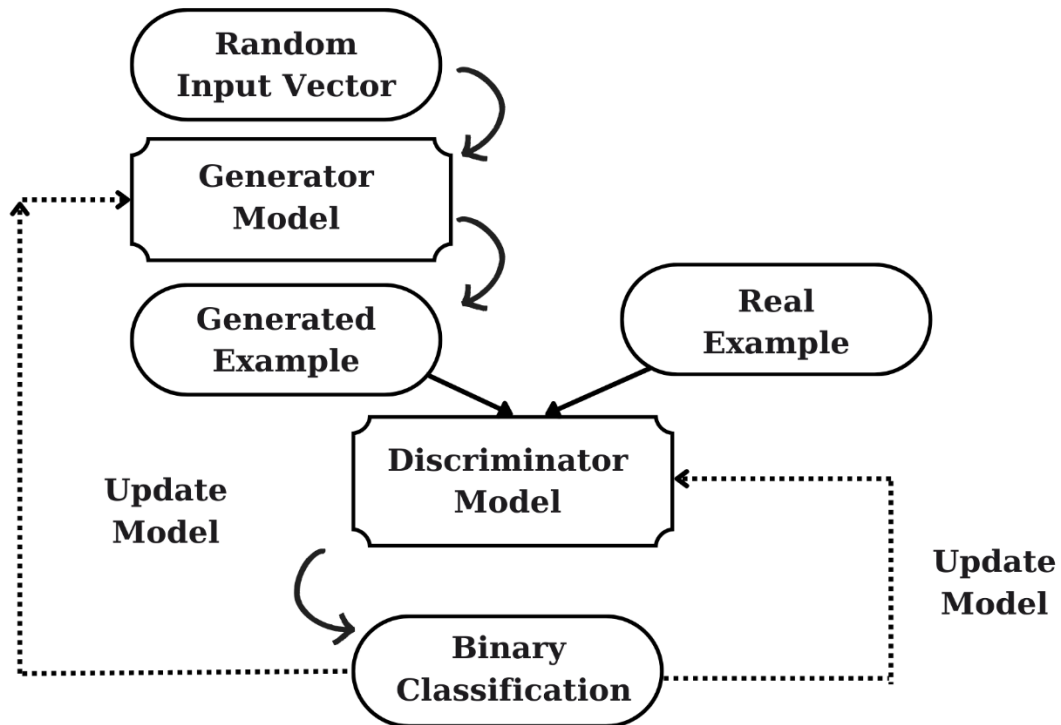 Random
Input Vector
Generator
Model
Generated
Example
Real
Example
Discriminator
Model
Update
Model
Update
Model
Binary
Classification